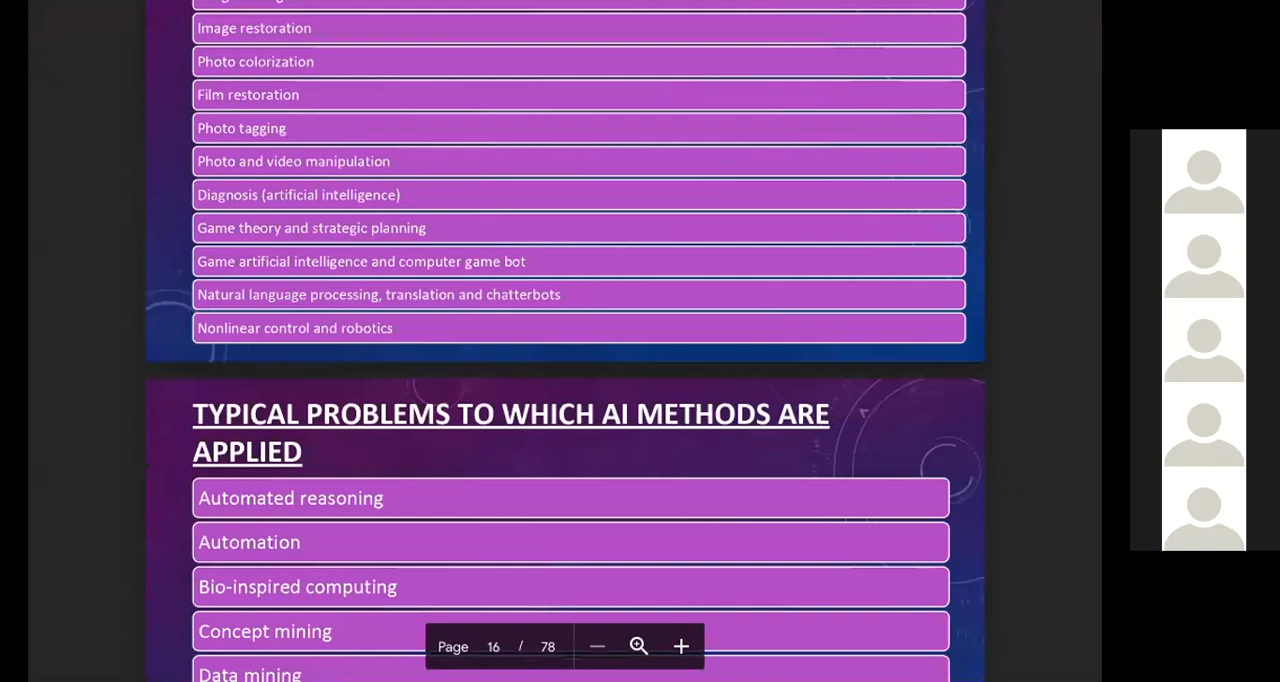 Image restoration
Photo colorization
Film restoration
Photo tagging
Photo and video manipulation
Diagnosis (artificial intelligence)
Game theory and strategic planning
Game artificial intelligence and computer game bot
Natural language processing, translation and chatterbots
Nonlinear control and robotics
TYPICAL PROBLEMS TO WHICH AI METHODS ARE
APPLIED
Automated reasoning
Automation
Bio-inspired computing
Concept mining
Data mining
Page 16 / 78